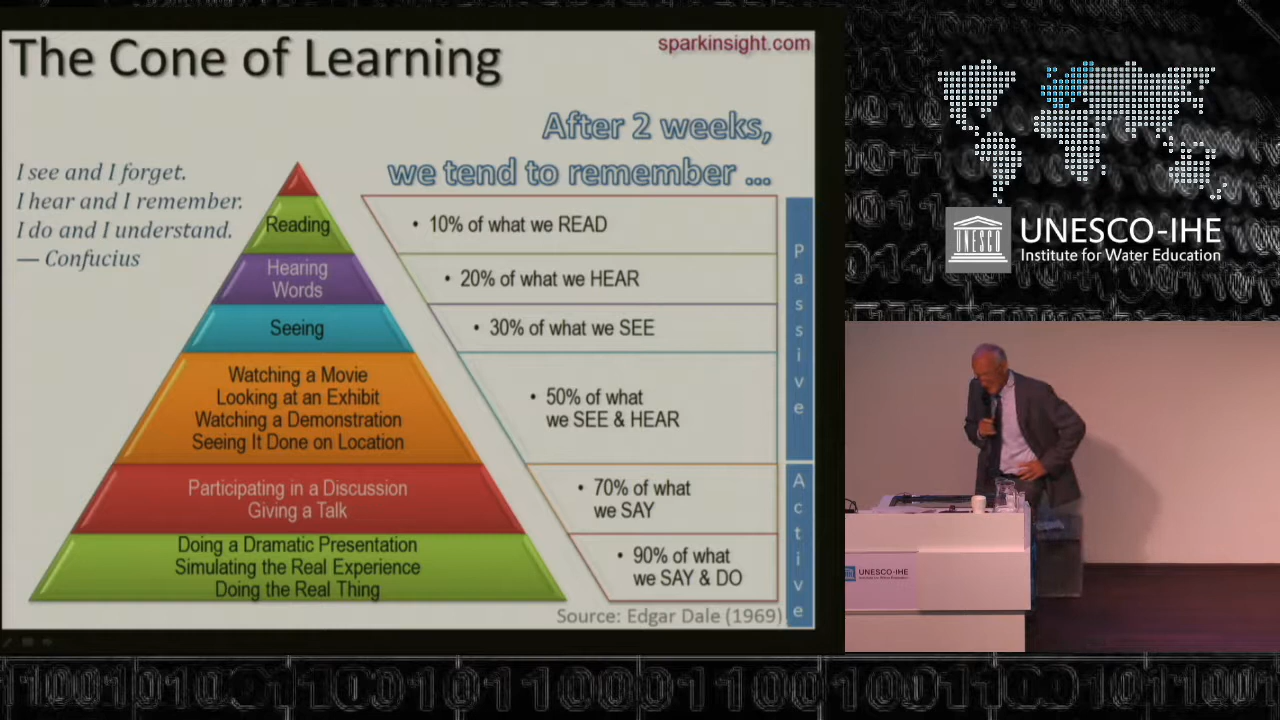 The Cone of Learning
sparkinsight.com
After 2 weeks,
we tend to remember ...
I see and I forget.
I hear and I remember.
I do and I understand.
— Confucius
Reading
Hearing
Words
Seeing
Watching a Movie
Looking at an Exhibit
Watching a Demonstration
Seeing It Done on Location
Participating in a Discussion
Giving a Talk
Doing a Dramatic Presentation
Simulating the Real Experience
Doing the Real Thing
• 10% of what we READ
• 20% of what we HEAR
• 30% of what we SEE
• 50% of what
we SEE & HEAR
• 70% of what
we SAY
• 90% of what
we SAY & DO
Passive
Active
Source: Edgar Dale (1969)
UNESCO
UNESCO-IHE
Institute for Water Education
UNESCO-IHE